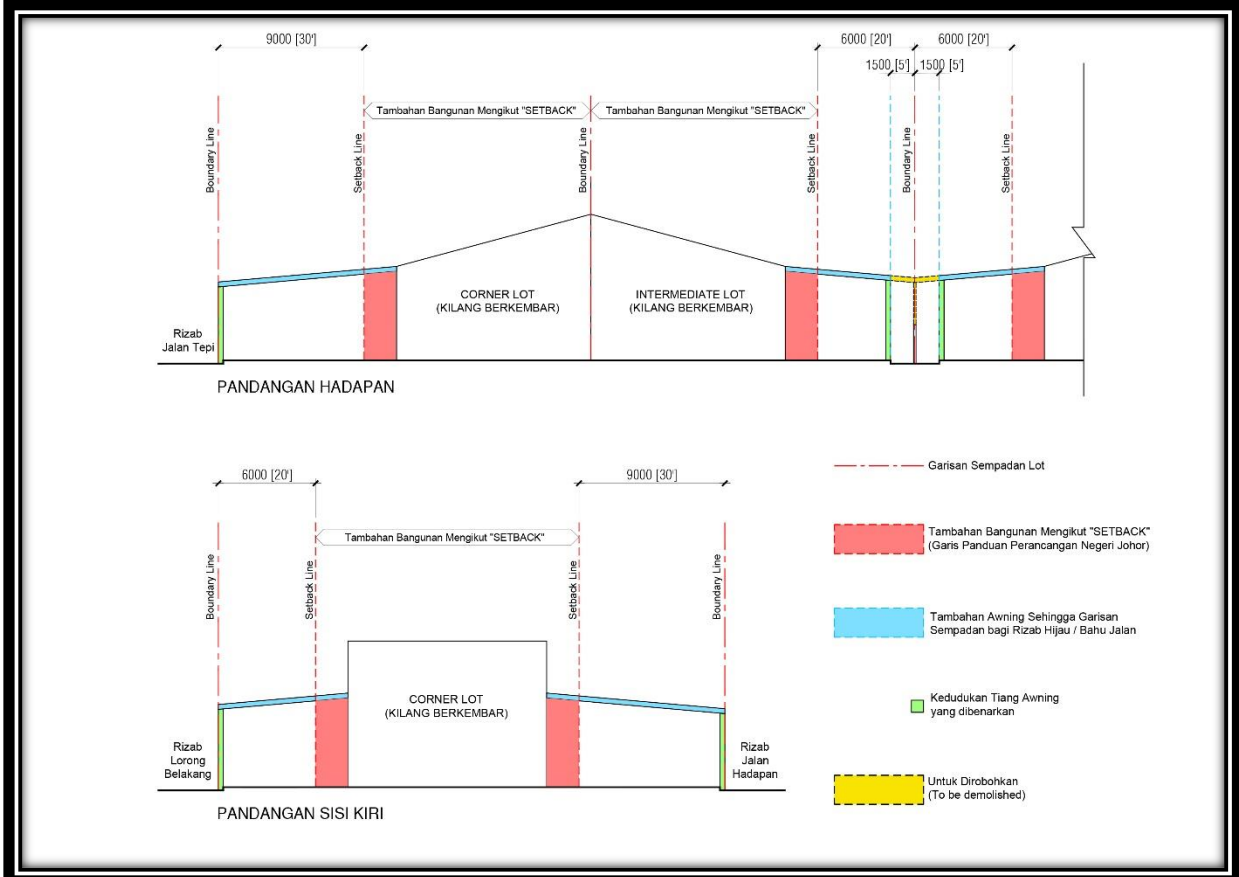 9000 [30']
6000 [20']
6000 [20']
1500 [5']
1500 [5']
Tambahan Bangunan Mengikut "SETBACK"
Tambahan Bangunan Mengikut "SETBACK"
Boundary Line
Setback Line
Boundary Line
Setback Line
Boundary Line
Setback Line
CORNER LOT
(KILANG BERKEMBAR)
INTERMEDIATE LOT
(KILANG BERKEMBAR)
Rizab
Jalan Tepi
PANDANGAN HADAPAN
6000 [20']
9000 [30']
Tambahan Bangunan Mengikut "SETBACK"
Boundary Line
Setback Line
Setback Line
Boundary Line
CORNER LOT
(KILANG BERKEMBAR)
Rizab
Lorong
Belakang
Rizab
Jalan
Hadapan
PANDANGAN SISI KIRI
Garisan Sempadan Lot
Tambahan Bangunan Mengikut "SETBACK"
(Garis Panduan Perancangan Negeri Johor)
Tambahan Awning Sehingga Garisan
Sempadan bagi Rizab Hijau / Bahu Jalan
Kedudukan Tiang Awning
yang dibenarkan
Untuk Dirobohkan
(To be demolished)